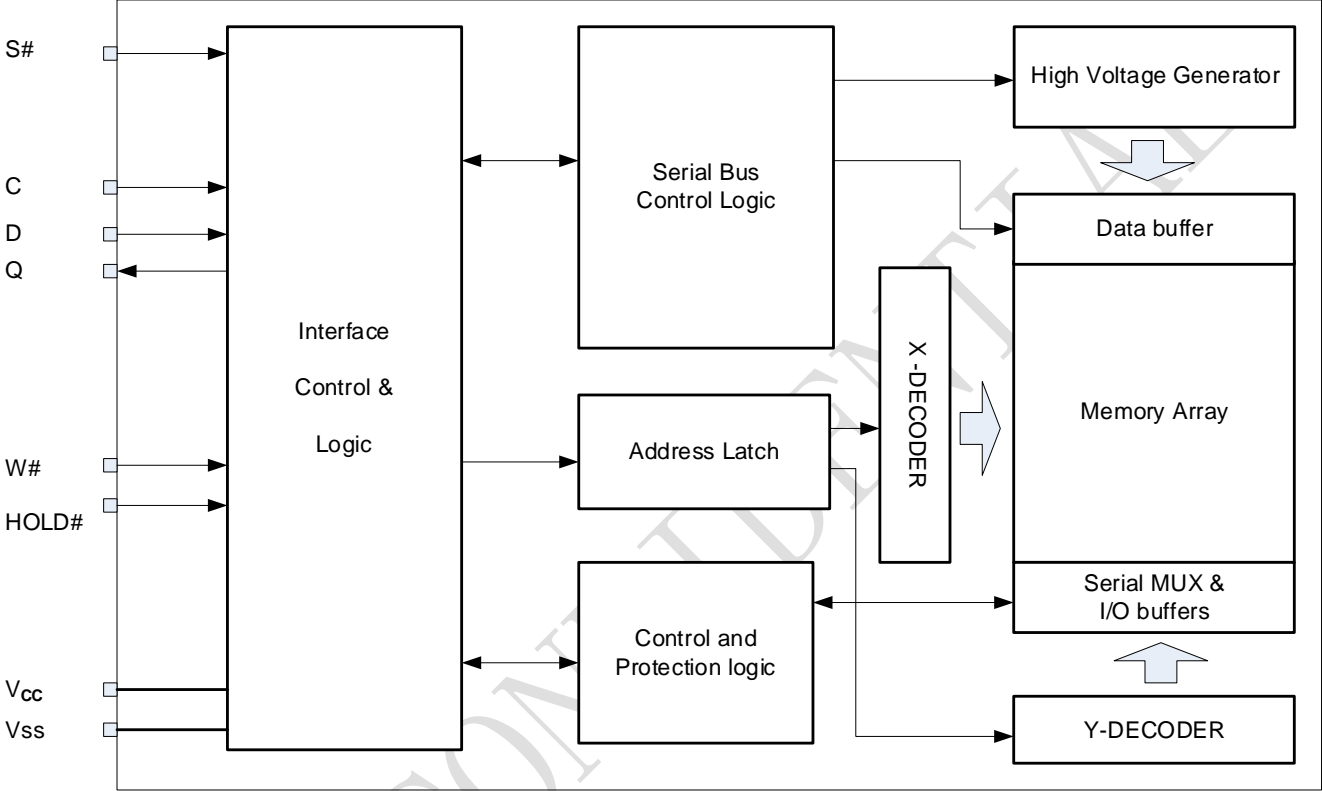 S#
C
D
Q
W#
HOLD#
VCC
Vss
Interface
Control &
Logic
Serial Bus
Control Logic
Address Latch
Control and
Protection logic
X-DECODER
High Voltage Generator
Data buffer
Memory Array
Serial MUX &
I/O buffers
Y-DECODER
CONFIDENTIAL